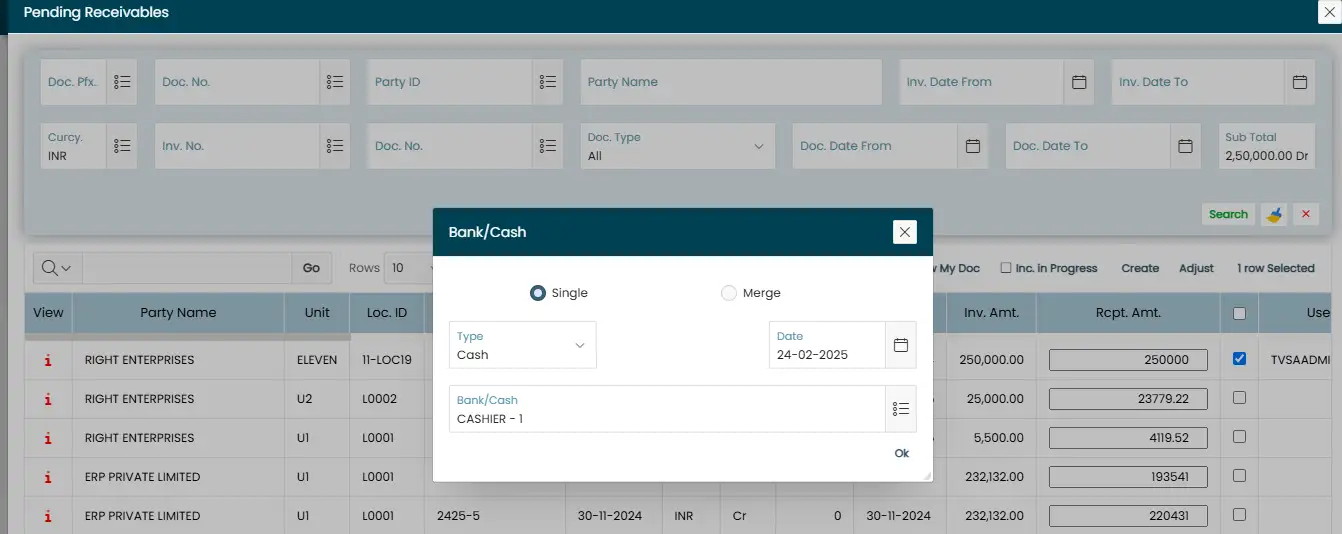 Pending Receivables
Doc. Pfx. Doc. No. Party ID Party Name Inv. Date From Inv. Date To
Curcy. Doc. Type Sub Total
INR Inv. No. Doc. No. All Doc. Date From Doc. Date To 2,50,000.00 Dr
Search
Bank/Cash
Go Rows 10 My Doc Inc. in Progress Create Adjust 1 row Selected
Single Merge
View Party Name Unit Loc. ID Inv. Amt. Rcpt. Amt.
Type Date
Cash 24-02-2025
RIGHT ENTERPRISES ELEVEN 11-LOC19 250,000.00 250000 TVSAADMI
RIGHT ENTERPRISES U2 L0002 25,000.00 23779.22
Bank/Cash
CASHIER - 1
RIGHT ENTERPRISES U1 L0001 5,500.00 4119.52
Ok
ERP PRIVATE LIMITED U1 L0001 232,132.00 193541
ERP PRIVATE LIMITED U1 L0001 2425-5 30-11-2024 INR Cr 0 30-11-2024 232,132.00 220431